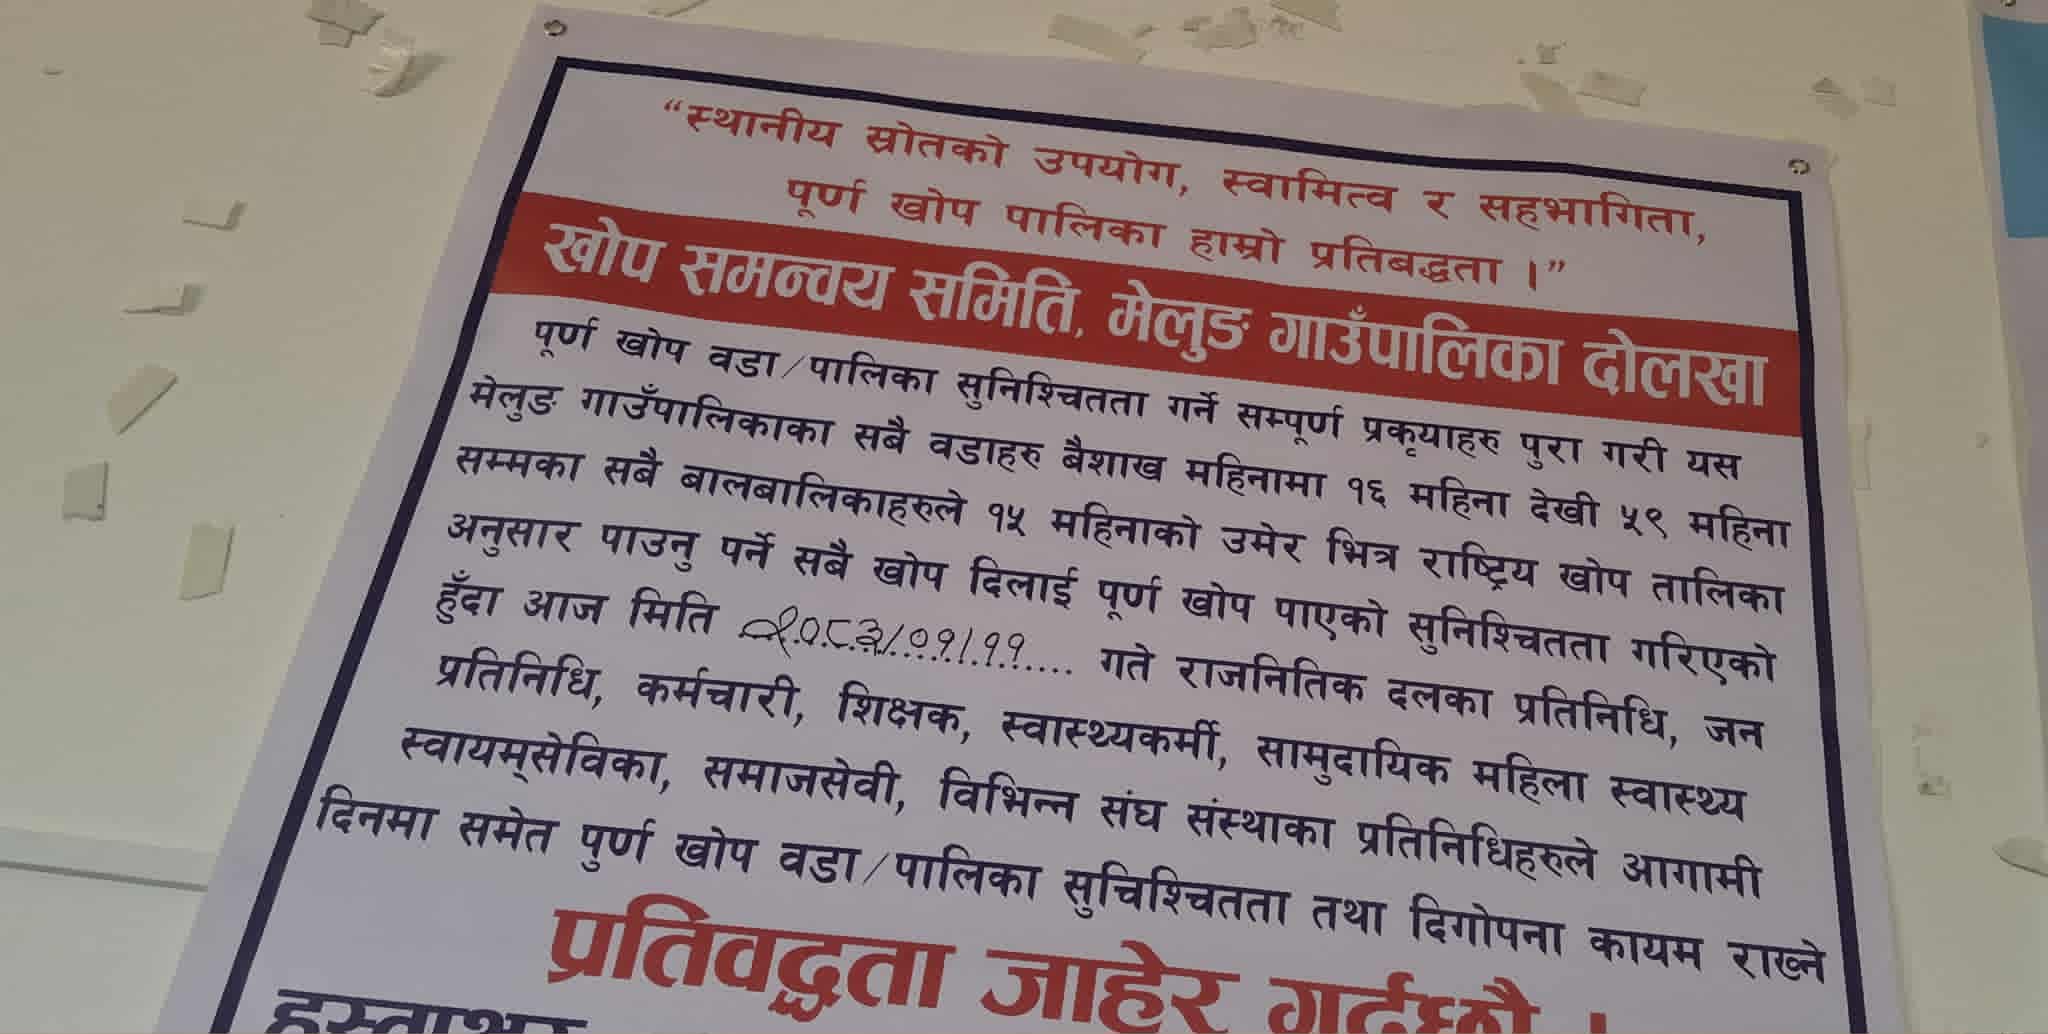 “स्थानीय स्रोतको उपयोग, स्वामित्व र सहभागिता,
पूर्ण खोप पालिका हाम्रो प्रतिबद्धता ।”
खोप समन्वय समिति, मेलुङ गाउँपालिका दोलखा
पूर्ण खोप वडा/पालिका सुनिश्चितता गर्ने सम्पूर्ण प्रकृयाहरु पुरा गरी यस
मेलुङ गाउँपालिकाका सबै वडाहरु बैशाख महिनामा १६ महिना देखी ५९ महिना
सम्मका सबै बालबालिकाहरुले १५ महिनाको उमेर भित्र राष्ट्रिय खोप तालिका
अनुसार पाउनु पर्ने सबै खोप दिलाई पूर्ण खोप पाएको सुनिश्चितता गरिएको
हुँदा आज मिति २०८३/०१/११.... गते राजनितिक दलका प्रतिनिधि, जन
प्रतिनिधि, कर्मचारी, शिक्षक, स्वास्थ्यकर्मी, सामुदायिक महिला स्वास्थ्य
स्वायम्सेविका, समाजसेवी, विभिन्न संघ संस्थाका प्रतिनिधिहरुले आगामी
दिनमा समेत पुर्ण खोप वडा/पालिका सुचिश्चितता तथा दिगोपना कायम राख्ने
प्रतिवद्धता जाहेर गर्दछौ ।